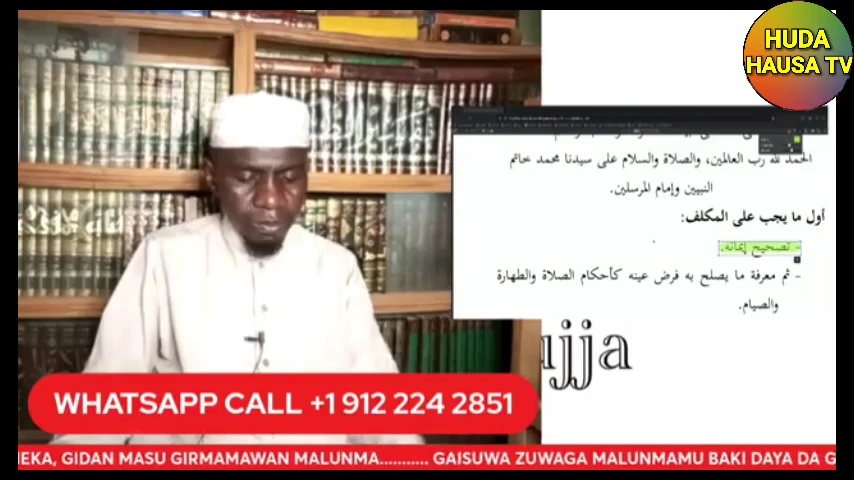 HUDA
HAUSA TV
الحمد لله رب العالمين، والصلاة والسلام على سيدنا محمد خاتم
النبيين وإمام المرسلين.
أول ما يجب على المكلف:
- تصحيح إيمانه.
- ثم معرفة ما يصلح به فرض عينه كأحكام الصلاة والطهارة
والصيام.
ujja
WHATSAPP CALL +1 912 224 2851
IEKA, GIDAN MASU GIRMAMAWAN MALUNMA........... GAISUWA ZUWAGA MALUNMAMU BAKI DAYA DA G